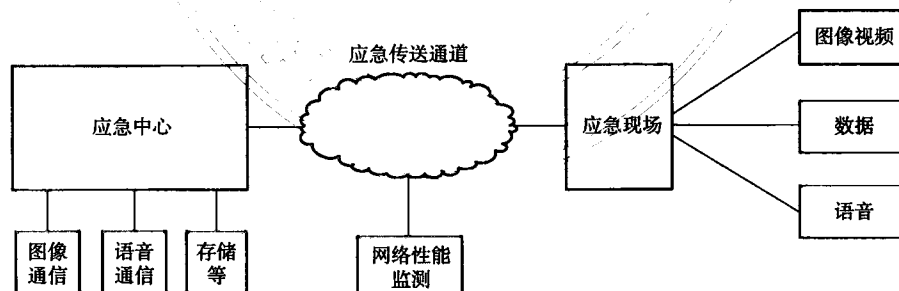 应急传送通道
图像视频
应急中心
应急现场
数据
语音
图像
通信
语音
通信
存储
等
网络性能
监测